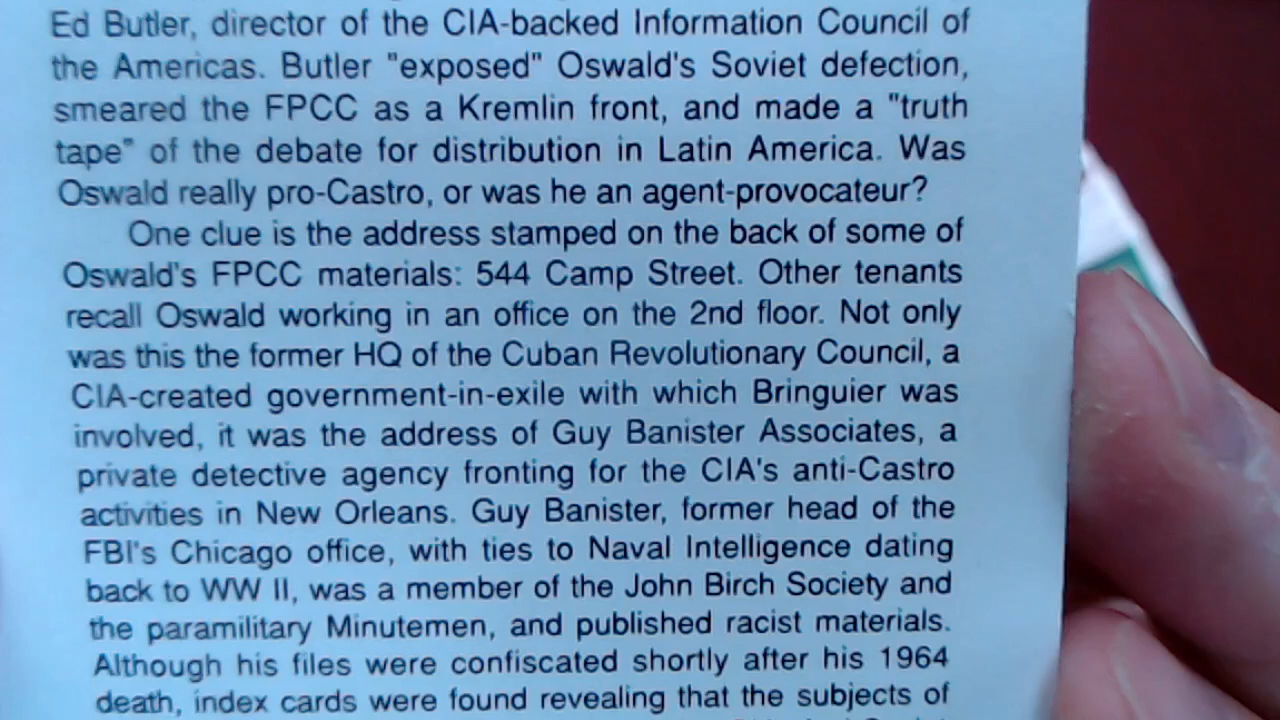 Ed Butler, director of the CIA-backed Information Council of
the Americas. Butler "exposed" Oswald's Soviet defection,
smeared the FPCC as a Kremlin front, and made a "truth
tape" of the debate for distribution in Latin America. Was
Oswald really pro-Castro, or was he an agent-provocateur?
One clue is the address stamped on the back of some of
Oswald's FPCC materials: 544 Camp Street. Other tenants
recall Oswald working in an office on the 2nd floor. Not only
was this the former HQ of the Cuban Revolutionary Council, a
CIA-created government-in-exile with which Bringuier was
involved, it was the address of Guy Banister Associates, a
private detective agency fronting for the CIA's anti-Castro
activities in New Orleans. Guy Banister, former head of the
FBI's Chicago office, with ties to Naval Intelligence dating
back to WW II, was a member of the John Birch Society and
the paramilitary Minutemen, and published racist materials.
Although his files were confiscated shortly after his 1964
death, index cards were found revealing that the subjects of